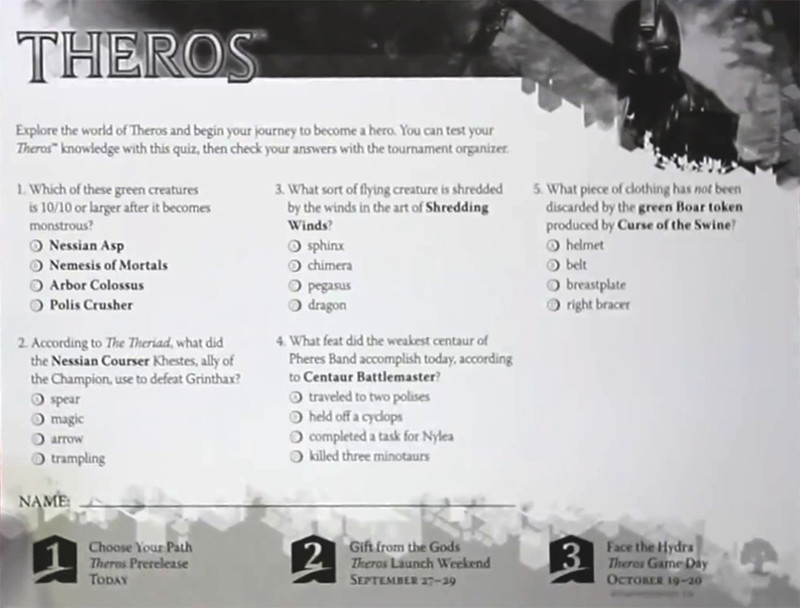 THEROS™
Explore the world of Theros and begin your journey to become a hero. You can test your
Theros™ knowledge with this quiz, then check your answers with the tournament organizer.
1. Which of these green creatures
is 10/10 or larger after it becomes
monstrous?
A Nessian Asp
B Nemesis of Mortals
C Arbor Colossus
D Polis Crusher
2. According to The Theriad, what did
the Nessian Courser Khestes, ally of
the Champion, use to defeat Grinthax?
A spear
B magic
C arrow
D trampling
3. What sort of flying creature is shredded
by the winds in the art of Shredding
Winds?
A sphinx
B chimera
C pegasus
D dragon
4. What feat did the weakest centaur of
Pheres Band accomplish today, according
to Centaur Battlemaster?
A traveled to two polises
B held off a cyclops
C completed a task for Nylea
D killed three minotaurs
5. What piece of clothing has not been
discarded by the green Boar token
produced by Curse of the Swine?
A helmet
B belt
C breastplate
D right bracer
NAME:
1 Choose Your Path
Theros Prerelease
TODAY
2 Gift from the Gods
Theros Launch Weekend
SEPTEMBER 27–29
3 Face the Hydra
Theros Game Day
OCTOBER 19–20